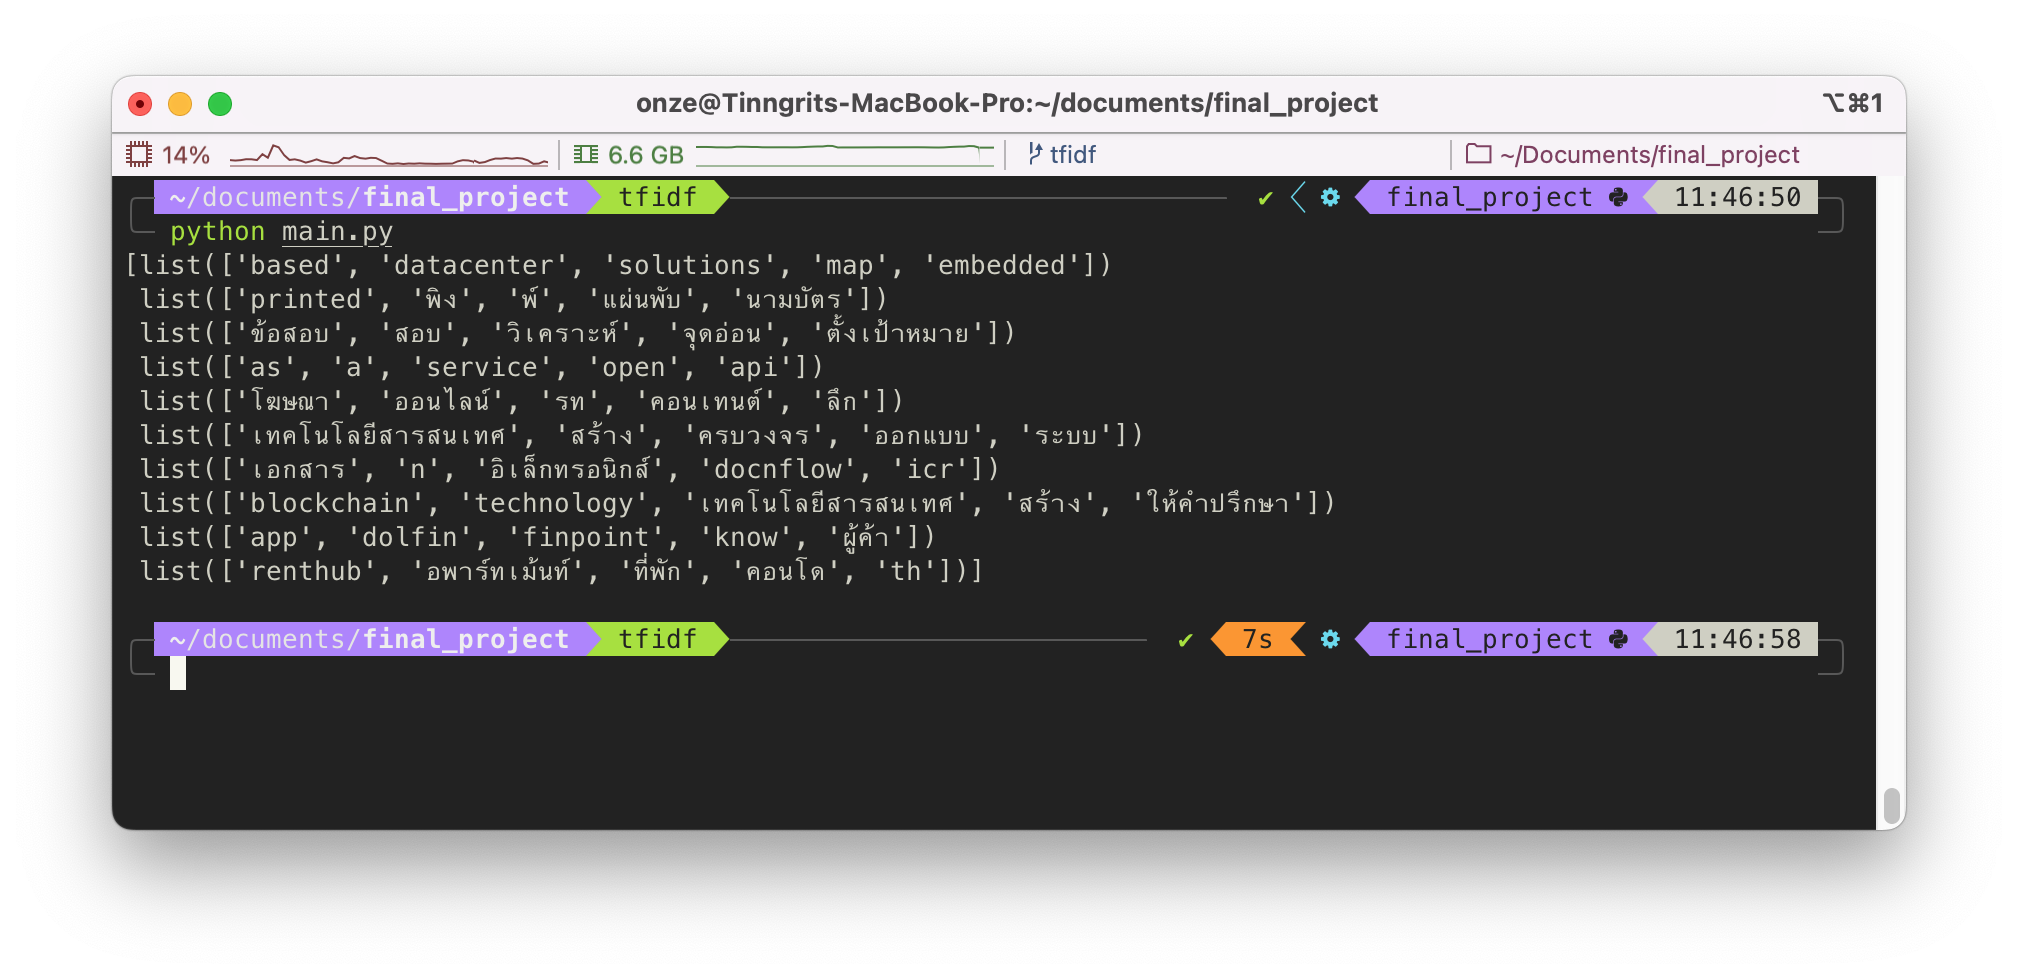 onze@Tinngrits-MacBook-Pro:~/documents/final_project ⌥⌘1
14% 6.6 GB tfidf ~/Documents/final_project
~/documents/final_project tfidf ✔ final_project 11:46:50
python main.py
[list(['based', 'datacenter', 'solutions', 'map', 'embedded'])
list(['printed', 'พิง', 'พ์', 'แผ่นพับ', 'นามบัตร'])
list(['ข้อสอบ', 'สอบ', 'วิเคราะห์', 'จุดอ่อน', 'ตั้งเป้าหมาย'])
list(['as', 'a', 'service', 'open', 'api'])
list(['โฆษณา', 'ออนไลน์', 'รท', 'คอนเทนต์', 'ลึก'])
list(['เทคโนโลยีสารสนเทศ', 'สร้าง', 'ครบวงจร', 'ออกแบบ', 'ระบบ'])
list(['เอกสาร', 'n', 'อิเล็กทรอนิกส์', 'docnflow', 'icr'])
list(['blockchain', 'technology', 'เทคโนโลยีสารสนเทศ', 'สร้าง', 'ให้คำปรึกษา'])
list(['app', 'dolfin', 'finpoint', 'know', 'ผู้ค้า'])
list(['renthub', 'อพาร์ทเม้นท์', 'ที่พัก', 'คอนโด', 'th'])]
~/documents/final_project tfidf ✔ 7s final_project 11:46:58